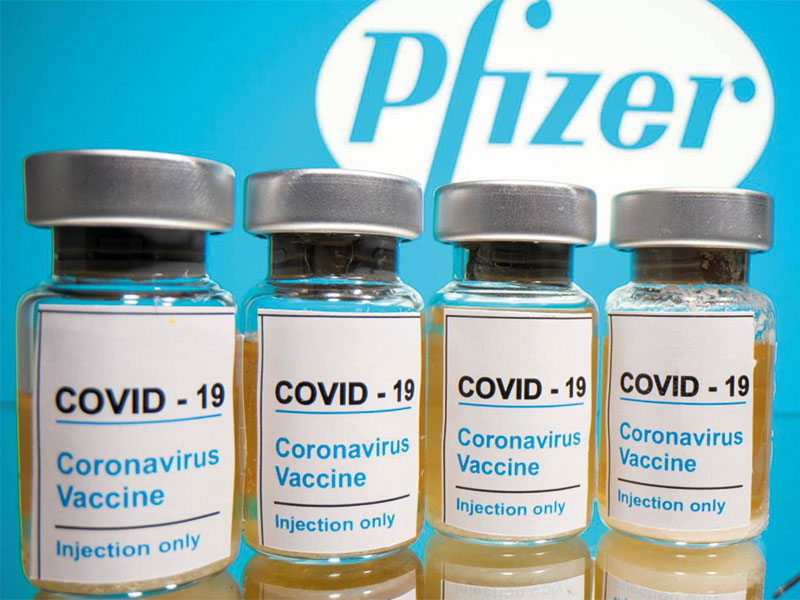 Pfizer
COVID - 19
Coronavirus
Vaccine
Injection only
COVID - 19
Coronavirus
Vaccine
Injection only
COVID - 19
Coronavirus
Vaccine
Injection only
COVID - 19
Coronavirus
Vaccine
Injection only